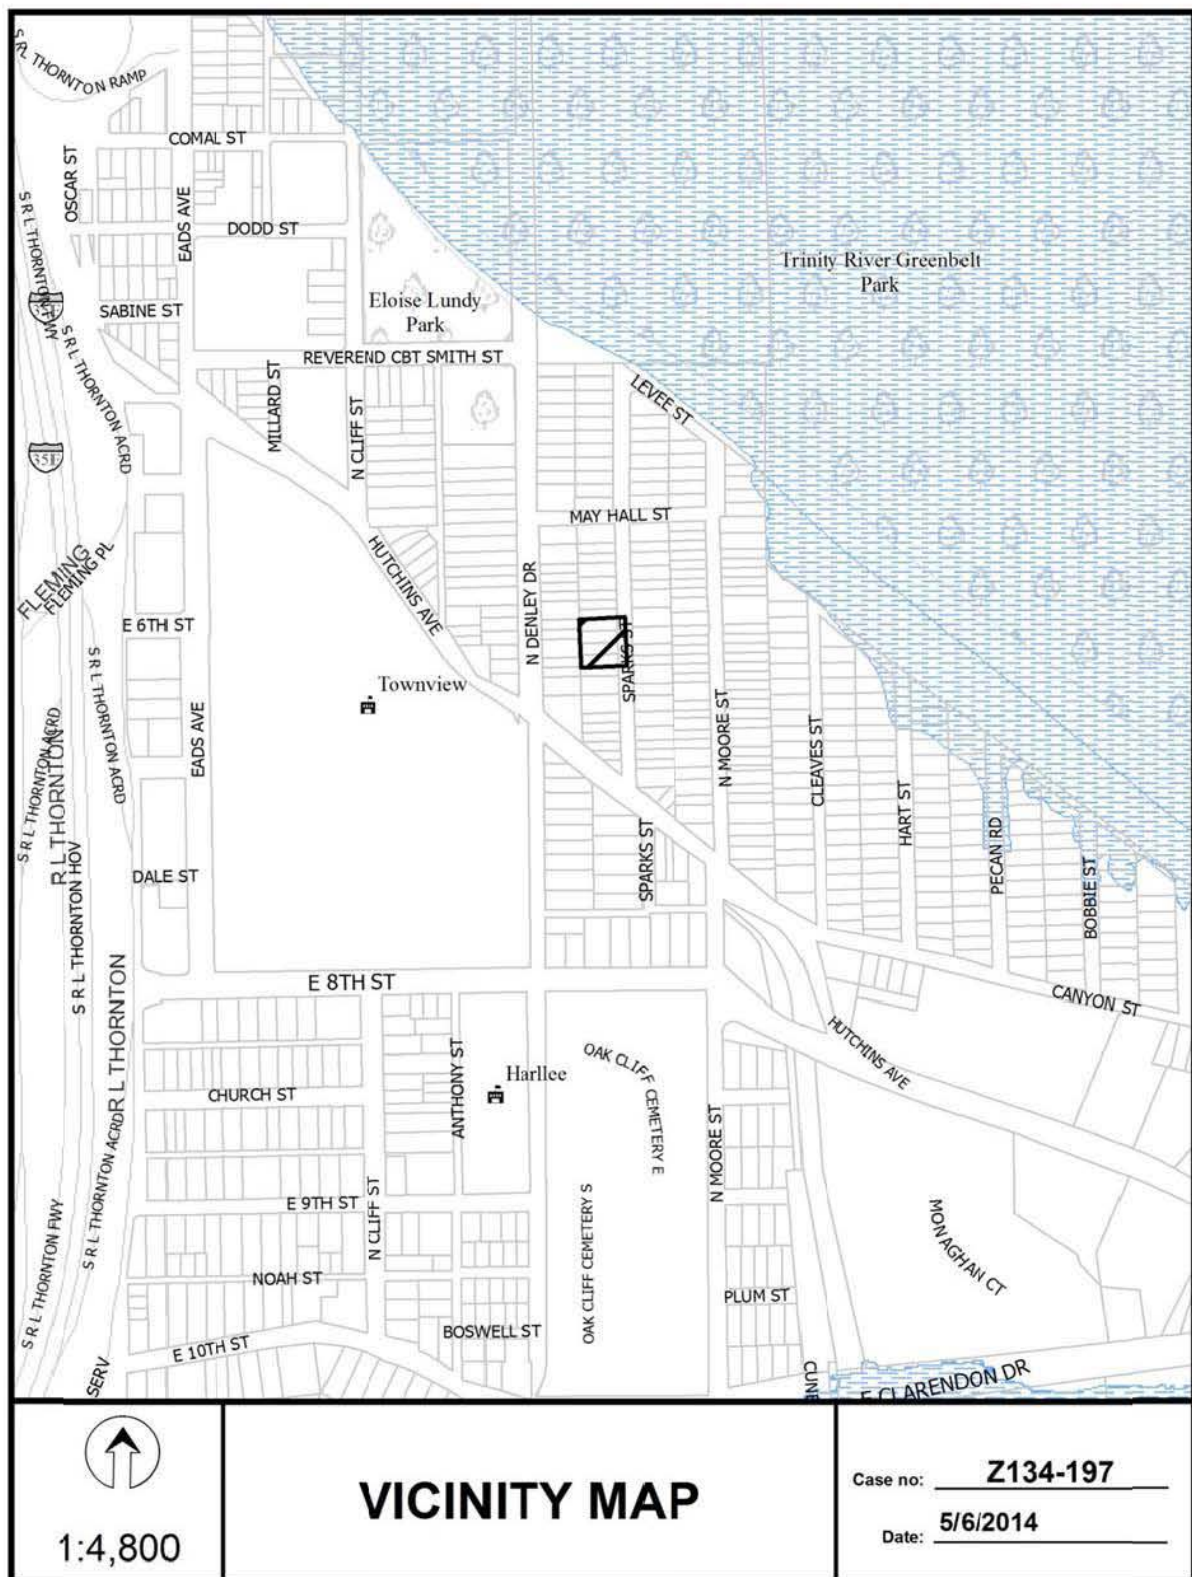 S R L THORNTON RAMP
COMAL ST
OSCAR ST
EADS AVE
DODD ST
S R L THORNTON FWY
Trinity River Greenbelt
Park
Eloise Lundy
Park
SABINE ST
S R L THORNTON ACRD
REVEREND CBT SMITH ST
MILLARD ST
LEVEE ST
N CLIFF ST
35E
MAY HALL ST
HUTCHINS AVE
FLEMING
FLEMING PL
N DENLEY DR
E 6TH ST
SPARKS ST
S R L THORNTON ACRD
Townview
N MOORE ST
EADS AVE
CLEAVES ST
S R L THORNTON ACRD
R L THORNTON
HART ST
PECAN RD
SPARKS ST
DALE ST
BOBBIE ST
S R L THORNTON HOV
E 8TH ST
CANYON ST
R L THORNTON
HUTCHINS AVE
OAK CLIFF CEMETERY E
Harllee
ANTHONY ST
CHURCH ST
N MOORE ST
S R L THORNTON ACRD
E 9TH ST
N CLIFF ST
OAK CLIFF CEMETERY S
MONAGHAN CT
S R L THORNTON FWY
NOAH ST
PLUM ST
BOSWELL ST
E 10TH ST
SERV
CUNE
E CLARENDON DR
1:4,800
VICINITY MAP
Case no: Z134-197
Date: 5/6/2014